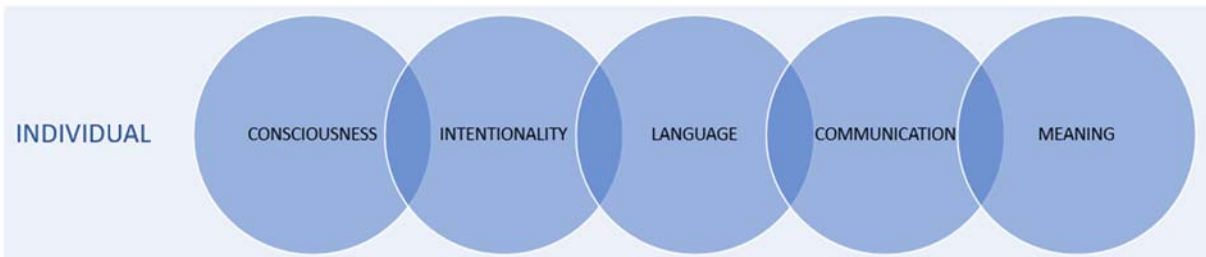 INDIVIDUAL CONSCIOUSNESS INTENTIONALITY LANGUAGE COMMUNICATION MEANING